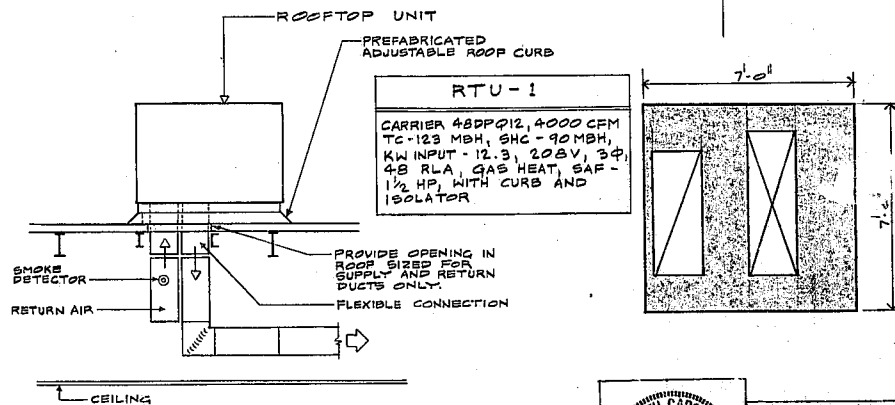 ROOFTOP UNIT
PREFABRICATED
ADJUSTABLE ROOF CURB
RTU-1
CARRIER 48DP012, 4000 CFM
TC-123 MBH, SHC-90 MBH,
KW INPUT-12.3, 208V, 3Φ,
48 RLA, GAS HEAT, SAF-
1½ HP, WITH CURB AND
ISOLATOR
7'-0"
7'-0"
SMOKE
DETECTOR
RETURN AIR
PROVIDE OPENING IN
ROOF SIZED FOR
SUPPLY AND RETURN
DUCTS ONLY.
FLEXIBLE CONNECTION
CEILING